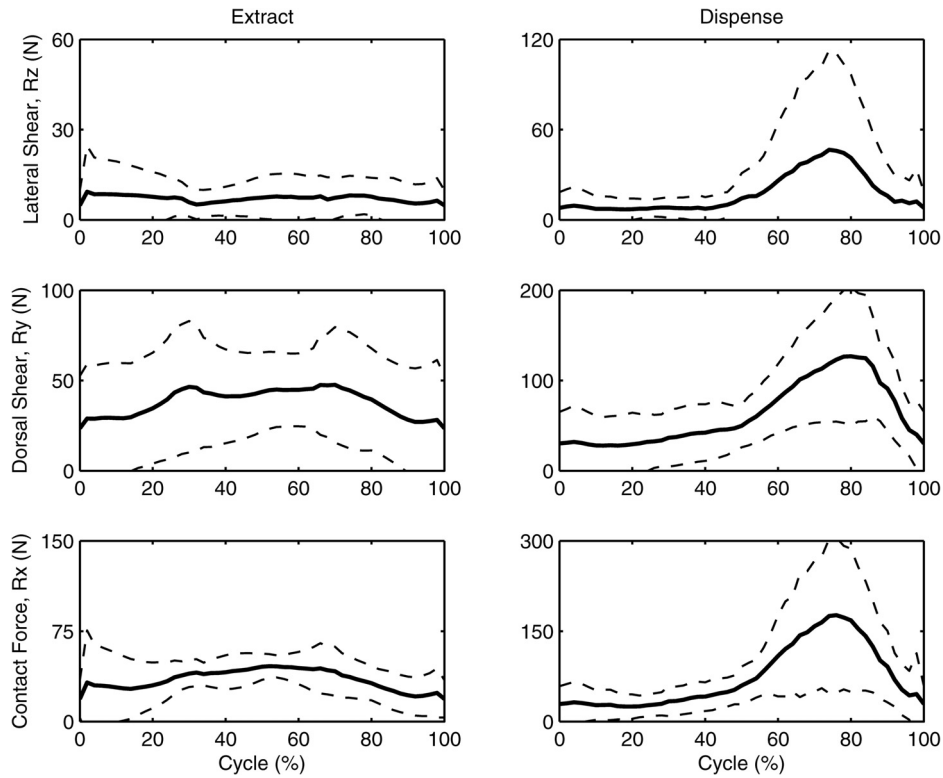 Extract
Dispense
Lateral Shear, Rz (N)
60
30
0
0 20 40 60 80 100
120
60
0
0 20 40 60 80 100
Dorsal Shear, Ry (N)
100
50
0
0 20 40 60 80 100
200
100
0
0 20 40 60 80 100
Contact Force, Rx (N)
150
75
0
0 20 40 60 80 100
Cycle (%)
300
150
0
0 20 40 60 80 100
Cycle (%)